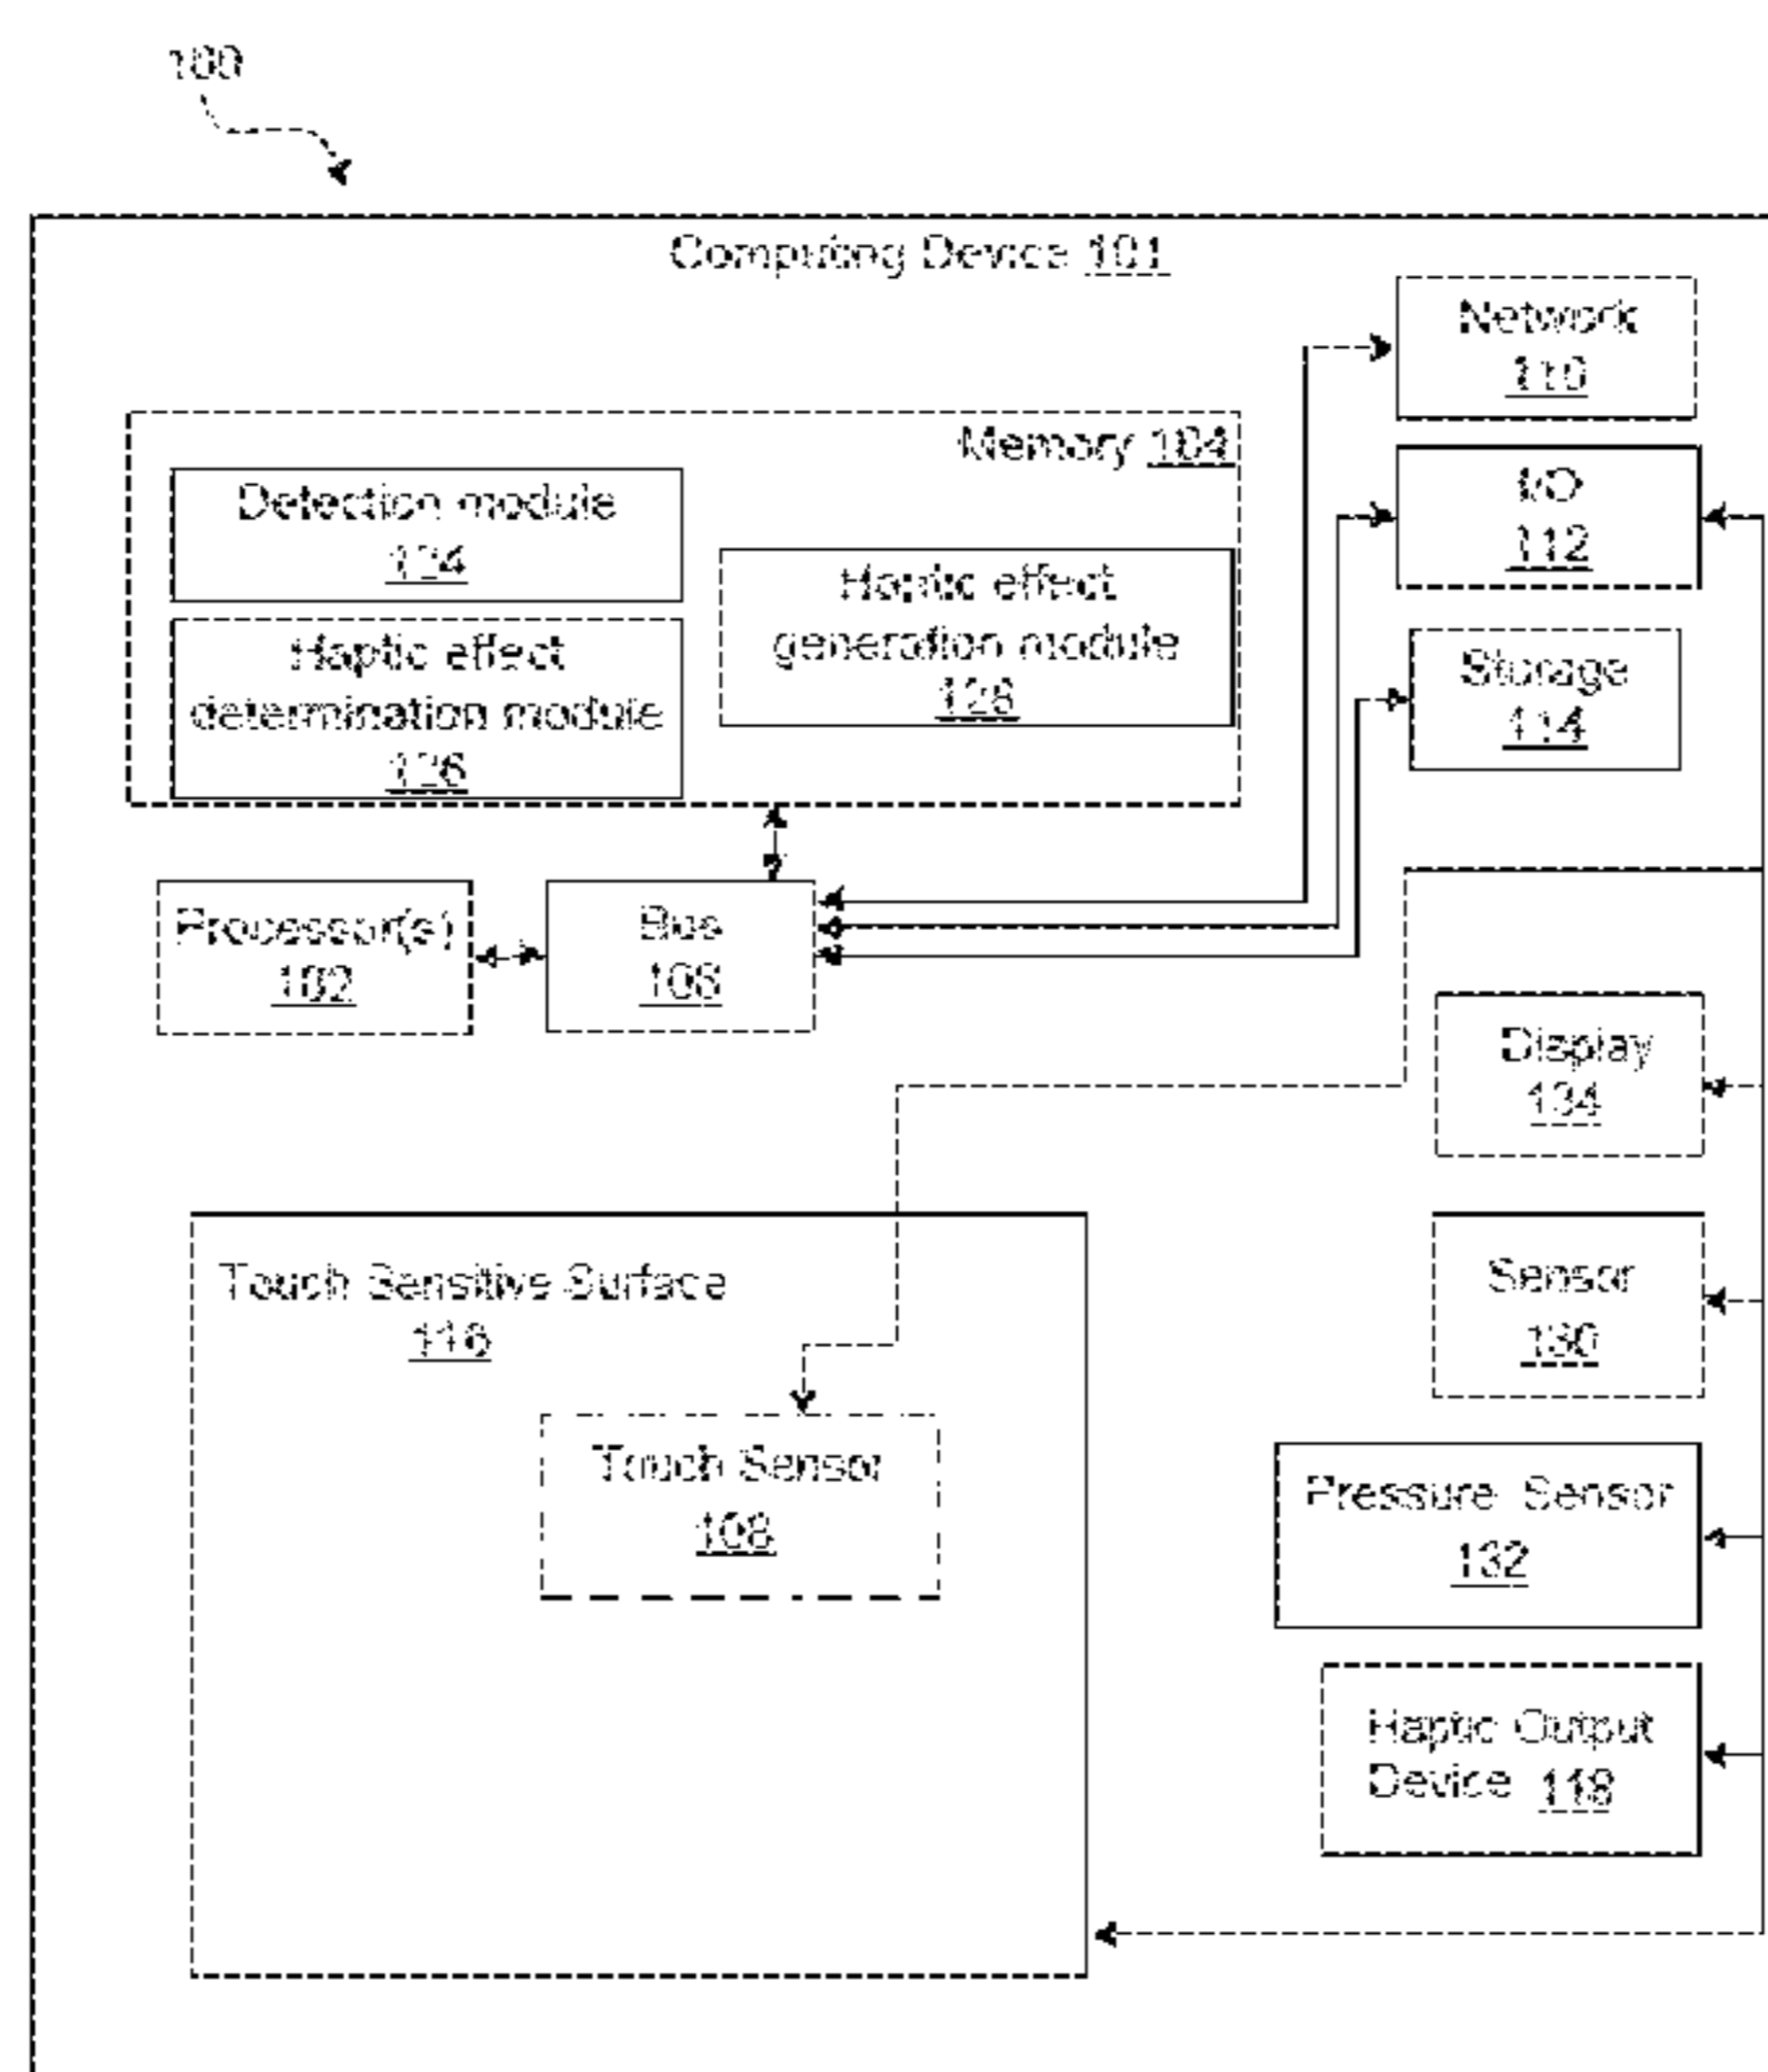 100
Computing Device 101
Network
110
Memory 104
I/O
112
Detection module
124
Haptic effect
generation module
128
Haptic effect
determination module
126
Storage
114
Processor(s)
102
Bus
106
Display
134
Touch Sensitive Surface
116
Sensor
130
Touch Sensor
108
Pressure Sensor
132
Haptic Output
Device 118